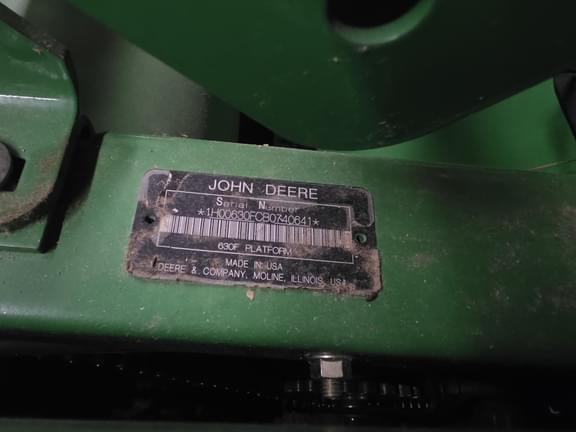 JOHN DEERE
Serial Number
*1H00630FCB0740641*
630F PLATFORM
MADE IN USA
DEERE & COMPANY, MOLINE, ILLINOIS, USA